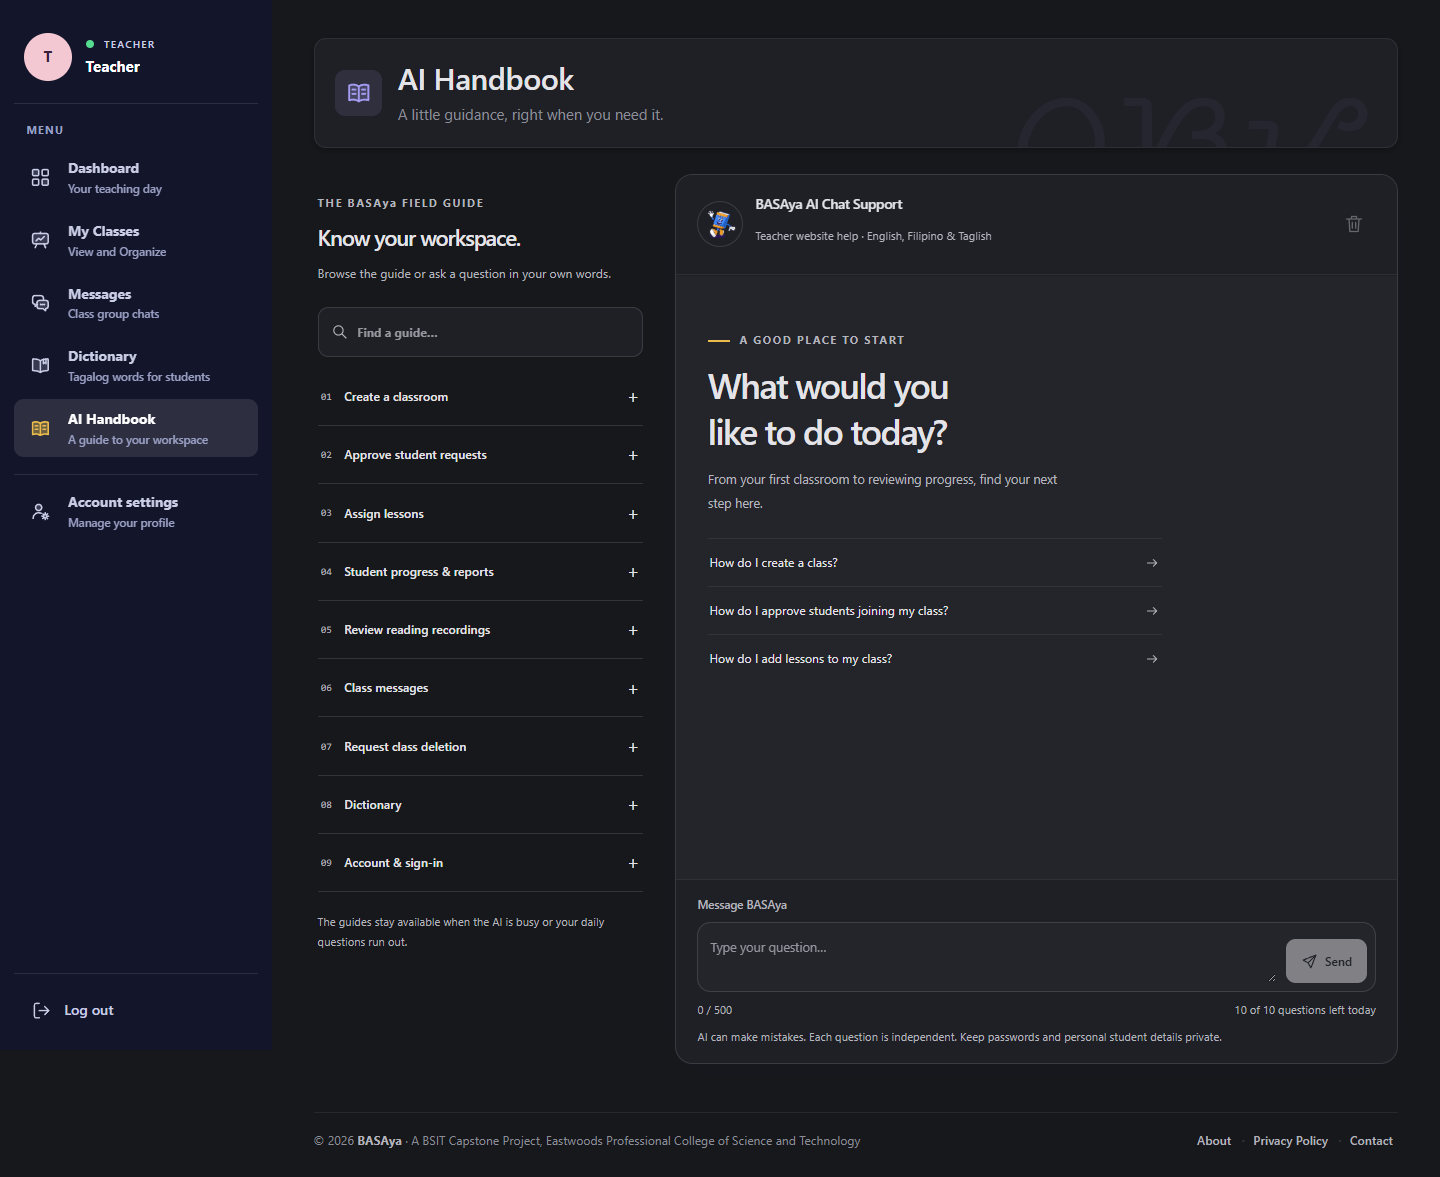 T
TEACHER
Teacher
MENU
Dashboard
Your teaching day
My Classes
View and Organize
Messages
Class group chats
Dictionary
Tagalog words for students
AI Handbook
A guide to your workspace
Account settings
Manage your profile
Log out
AI Handbook
A little guidance, right when you need it.
THE BASAya FIELD GUIDE
Know your workspace.
Browse the guide or ask a question in your own words.
Find a guide...
01 Create a classroom +
02 Approve student requests +
03 Assign lessons +
04 Student progress & reports +
05 Review reading recordings +
06 Class messages +
07 Request class deletion +
08 Dictionary +
09 Account & sign-in +
The guides stay available when the AI is busy or your daily
questions run out.
BASAya AI Chat Support
Teacher website help · English, Filipino & Taglish
A GOOD PLACE TO START
What would you
like to do today?
From your first classroom to reviewing progress, find your next
step here.
How do I create a class? →
How do I approve students joining my class? →
How do I add lessons to my class? →
Message BASAya
Type your question...
Send
0 / 500
10 of 10 questions left today
AI can make mistakes. Each question is independent. Keep passwords and personal student details private.
© 2026 BASAya · A BSIT Capstone Project, Eastwoods Professional College of Science and Technology
About · Privacy Policy · Contact